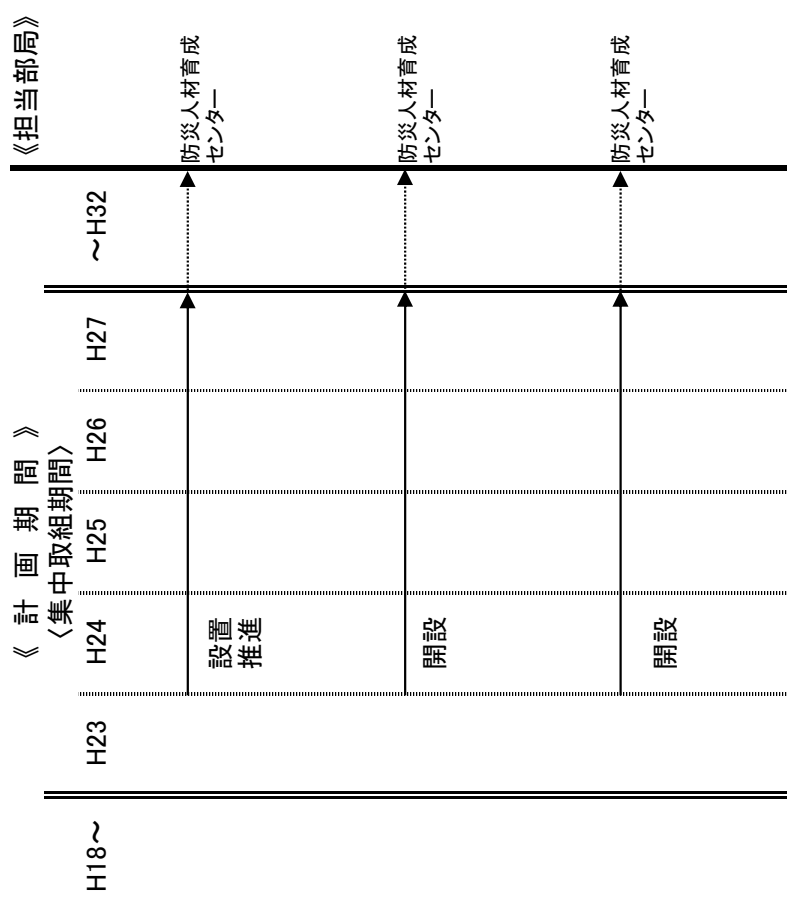 《 計 画 期 間 》
《担当部局》
〈集中取組期間〉
H18～
H23
H24
H25
H26
H27
～H32
設置
推進
防災人材育成
センター
開設
防災人材育成
センター
開設
防災人材育成
センター